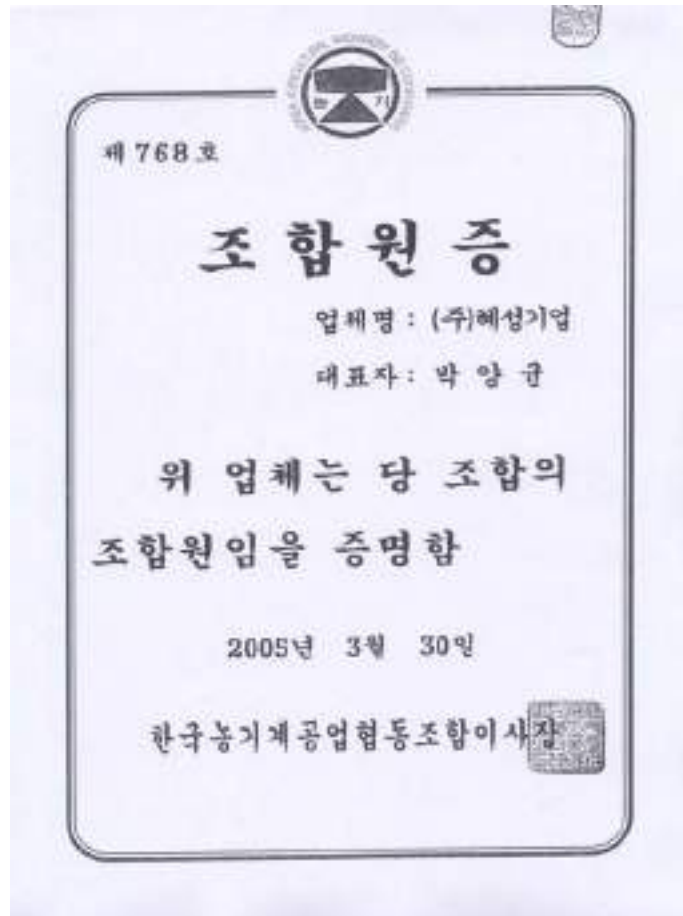 농 기
제 768 호
조 합 원 증
업체명 : (주)혜성기업
대표자 : 박 양 균
위 업체는 당 조합의
조합원임을 증명함
2005년 3월 30일
한국농기계공업협동조합이사장